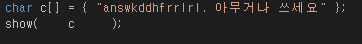 char c[] = { "answkddhfrrlrl. 아무거나 쓰세요" };
show(    c     );